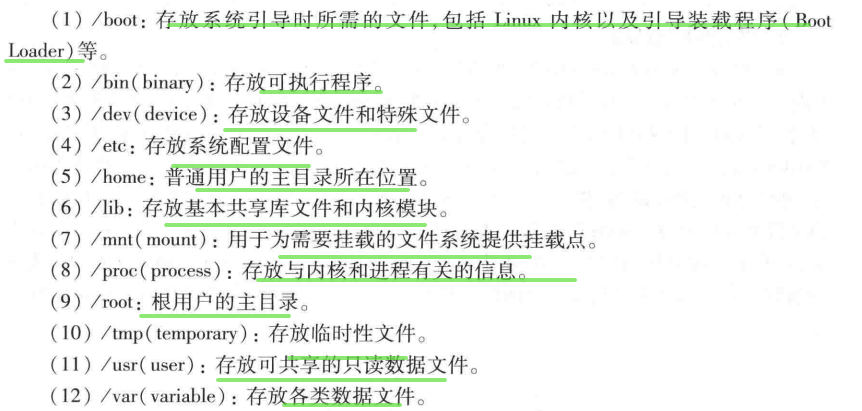 (1) /boot: 存放系统引导时所需的文件,包括 Linux 内核以及引导装载程序(Boot
Loader)等。
(2) /bin(binary): 存放可执行程序。
(3) /dev(device): 存放设备文件和特殊文件。
(4) /etc: 存放系统配置文件。
(5) /home: 普通用户的主目录所在位置。
(6) /lib: 存放基本共享库文件和内核模块。
(7) /mnt(mount): 用于为需要挂载的文件系统提供挂载点。
(8) /proc(process): 存放与内核和进程有关的信息。
(9) /root: 根用户的主目录。
(10) /tmp(temporary): 存放临时性文件。
(11) /usr(user): 存放可共享的只读数据文件。
(12) /var(variable): 存放各类数据文件。